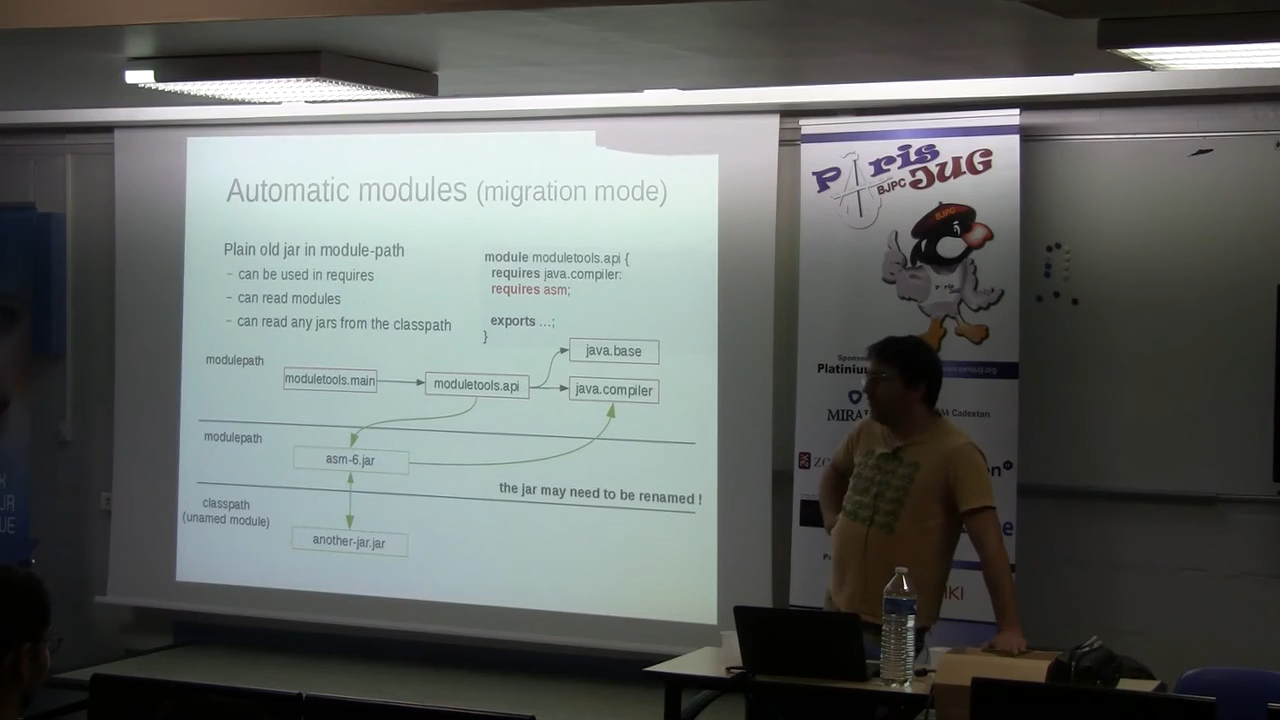 Automatic modules (migration mode)
Plain old jar in module-path
– can be used in requires
– can read modules
– can read any jars from the classpath
module moduletools.api {
requires java.compiler:
requires asm;
exports ...;
}
modulepath
moduletools.main
moduletools.api
java.base
java.compiler
modulepath
asm-6.jar
the jar may need to be renamed !
classpath
(unamed module)
another-jar.jar
Paris
BJPC JUG
BJPC
Paris
Platinium